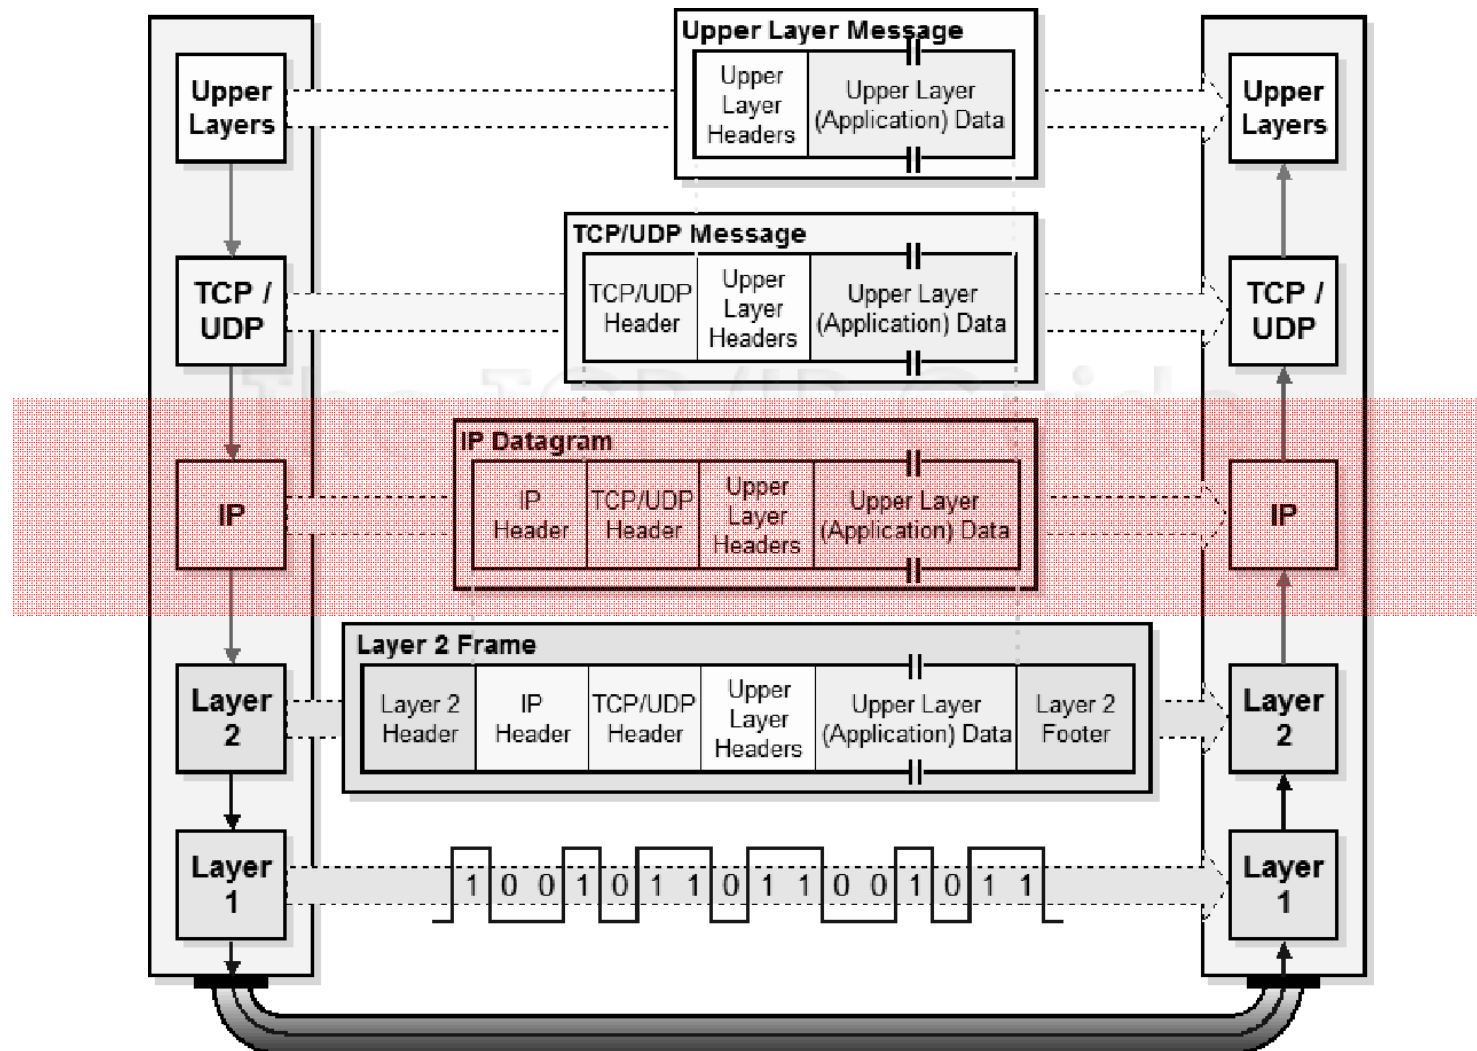 Upper Layer Message
Upper
Layers
Upper
Layer
Headers
Upper Layer
(Application) Data
Upper
Layers
TCP/UDP Message
TCP /
UDP
TCP/UDP
Header
Upper
Layer
Headers
Upper Layer
(Application) Data
TCP /
UDP
The TCP/IP Guide
IP Datagram
IP
IP
Header
TCP/UDP
Header
Upper
Layer
Headers
Upper Layer
(Application) Data
IP
Layer 2 Frame
Layer
2
Layer 2
Header
IP
Header
TCP/UDP
Header
Upper
Layer
Headers
Upper Layer
(Application) Data
Layer 2
Footer
Layer
2
Layer
1
1 0 0 1 0 1 1 0 1 1 0 0 1 0 1 1
Layer
1